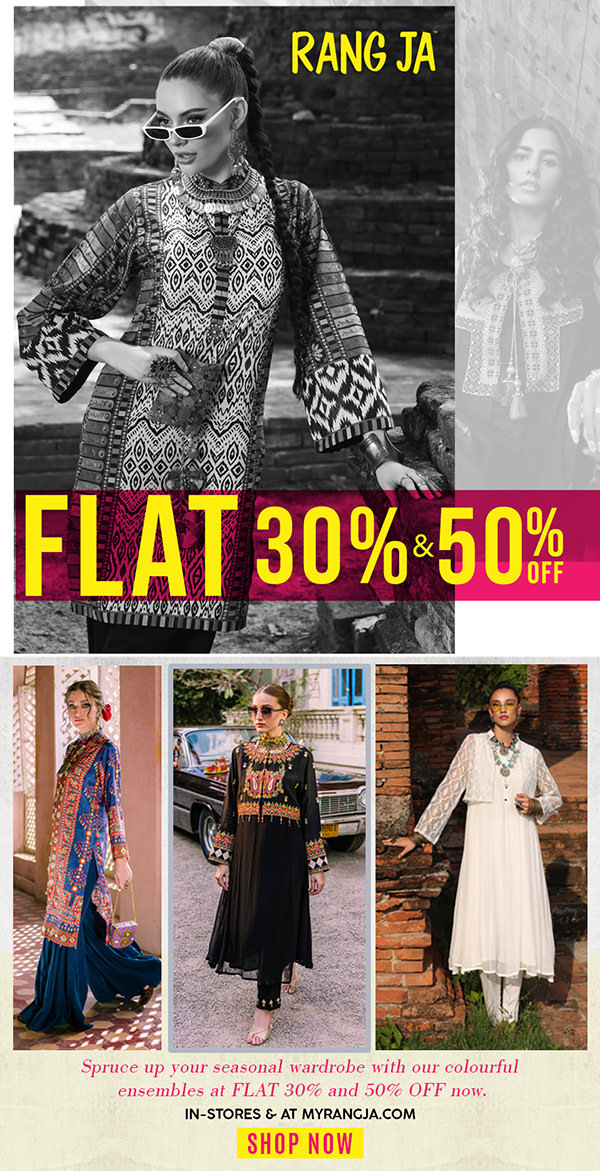 RANG JA™
FLAT 30% & 50% OFF
Spruce up your seasonal wardrobe with our colourful
ensembles at FLAT 30% and 50% OFF now.
IN-STORES & AT MYRANGJA.COM
SHOP NOW